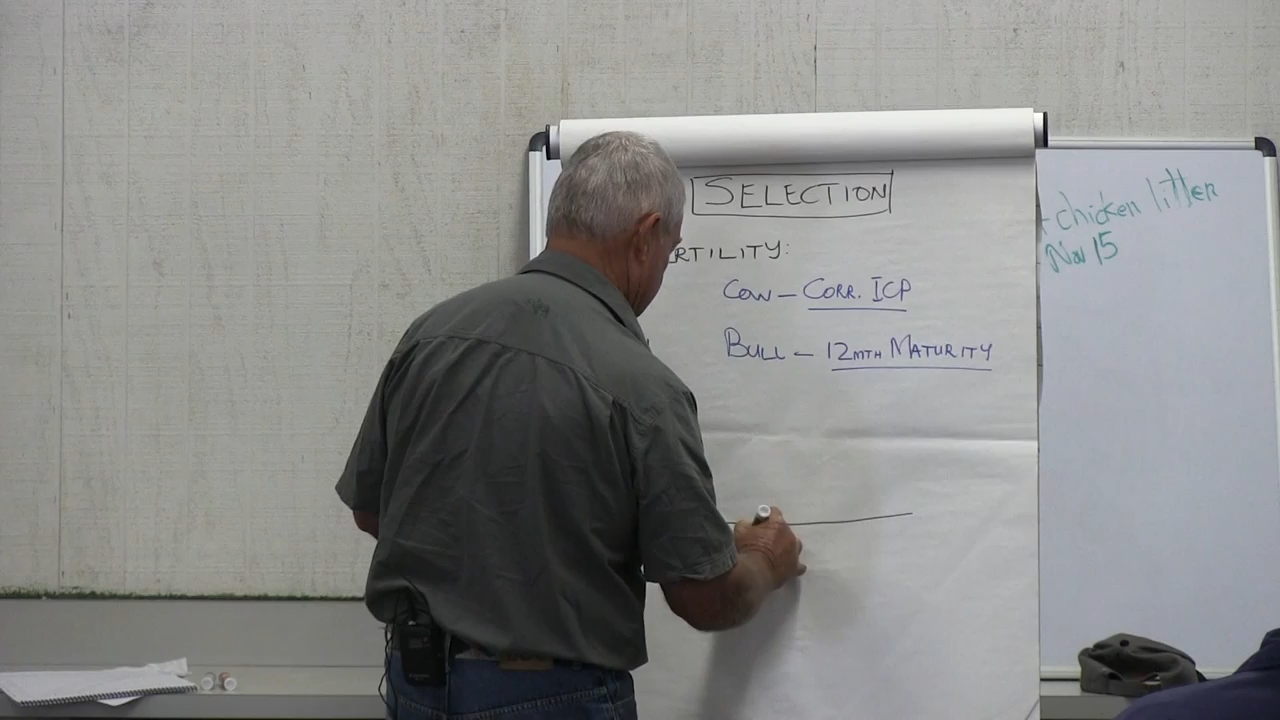 SELECTION
RTILITY:
COW – CORR. ICP
BULL – 12MTH MATURITY
+ chicken litter
Nov 15